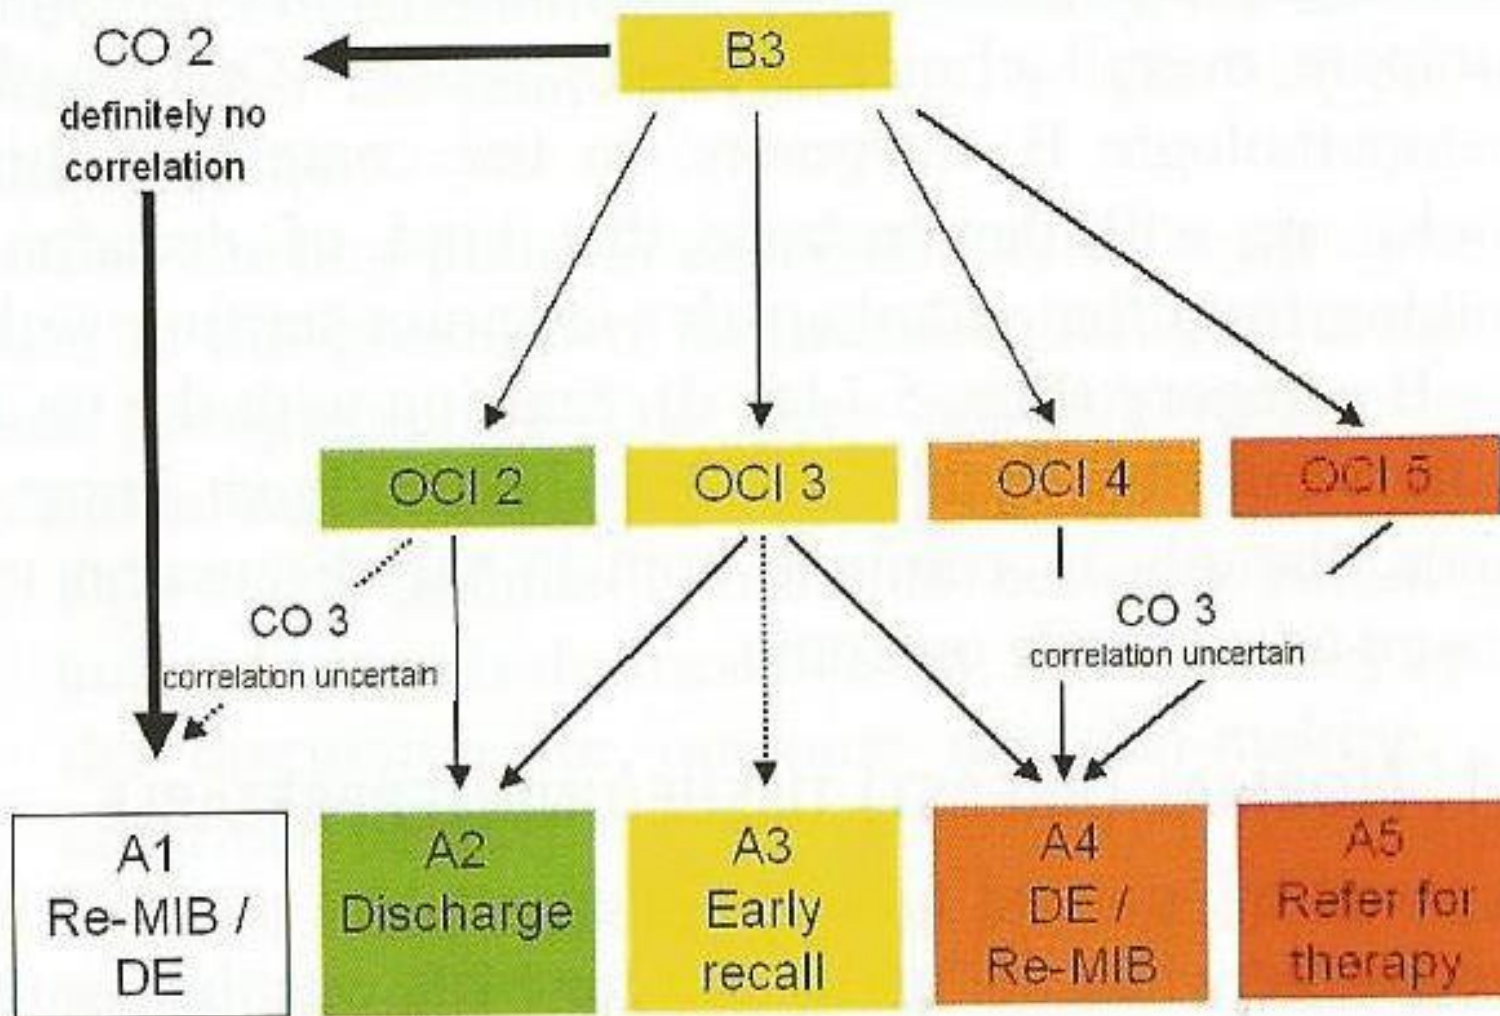 CO 2
B3
definitely no
correlation
OCI 2
OCI 3
OCI 4
OCI 5
CO 3
correlation uncertain
CO 3
correlation uncertain
A1
Re-MIB /
DE
A2
Discharge
A3
Early
recall
A4
DE /
Re-MIB
A5
Refer for
therapy